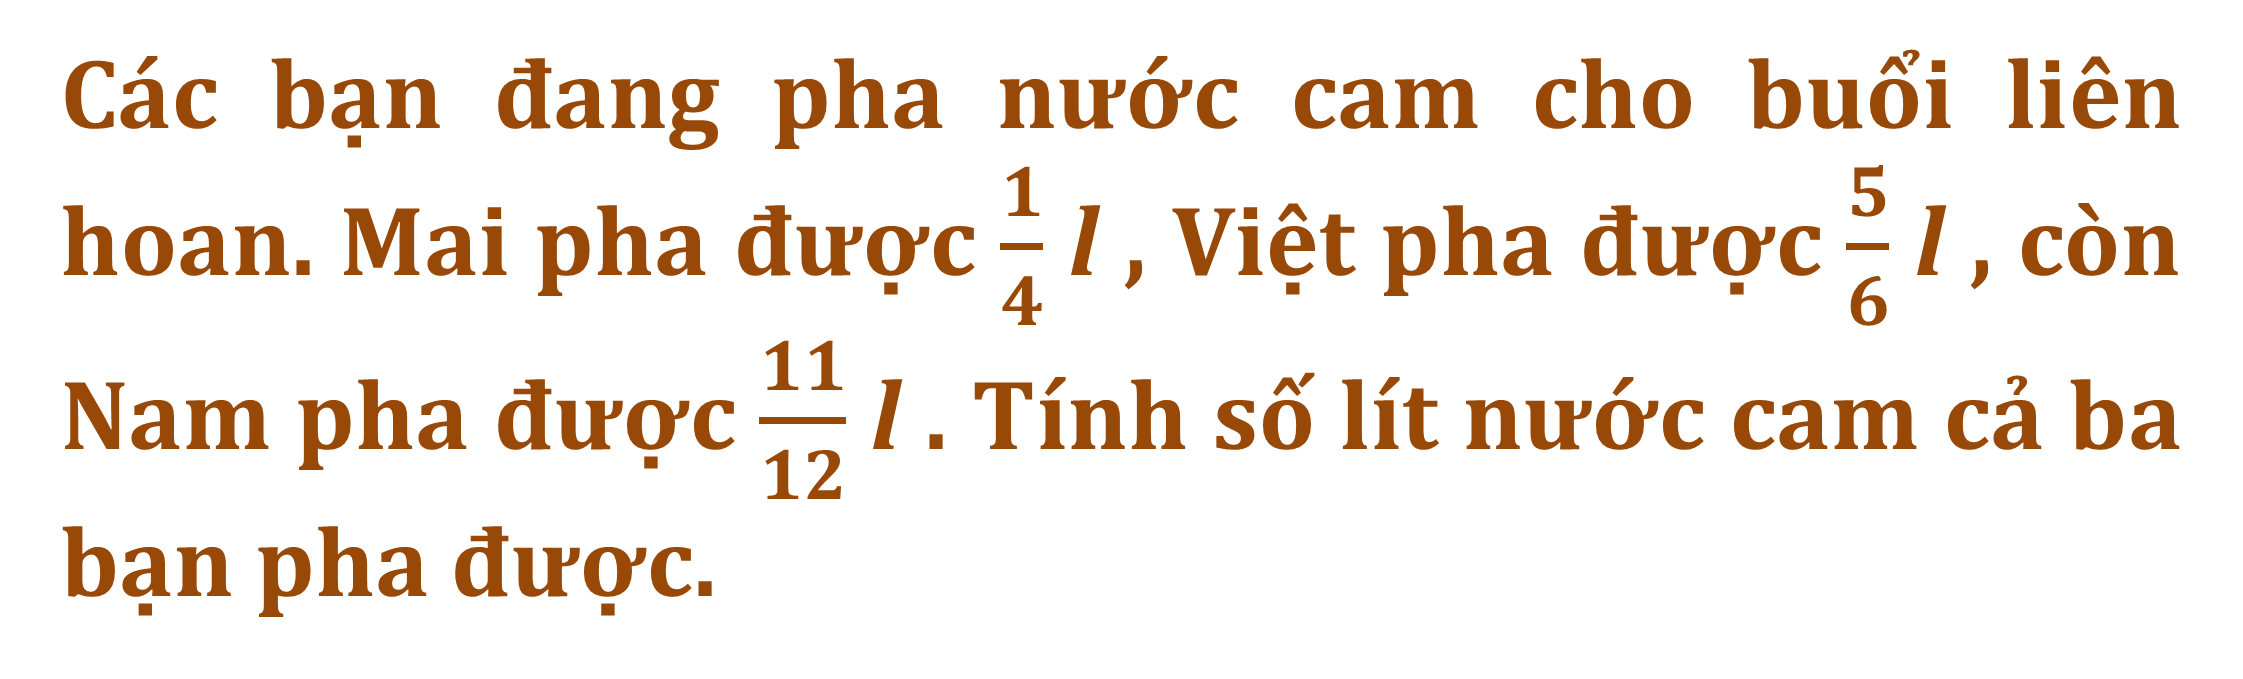 Các bạn đang pha nước cam cho buổi liên
hoan. Mai pha được 1/4 l , Việt pha được 5/6 l , còn
Nam pha được 11/12 l . Tính số lít nước cam cả ba
bạn pha được.